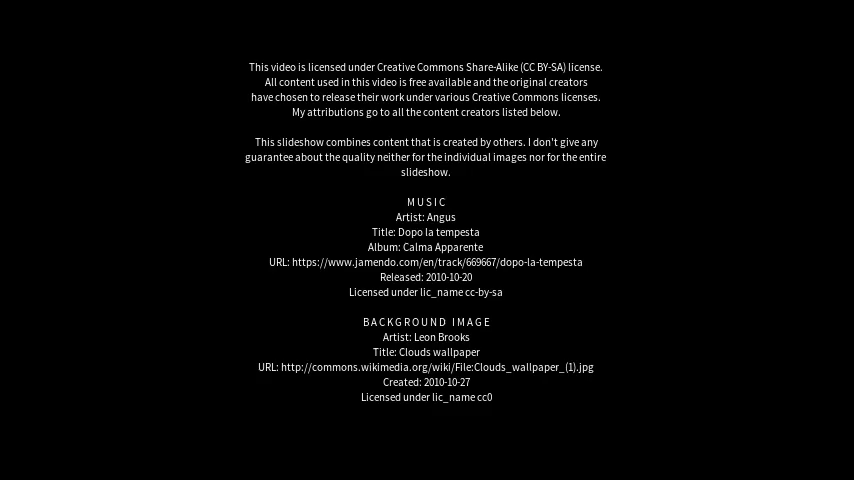 This video is licensed under Creative Commons Share-Alike (CC BY-SA) license.
All content used in this video is free available and the original creators
have chosen to release their work under various Creative Commons licenses.
My attributions go to all the content creators listed below.
This slideshow combines content that is created by others. I don't give any
guarantee about the quality neither for the individual images nor for the entire
slideshow.
MUSIC
Artist: Angus
Title: Dopo la tempesta
Album: Calma Apparente
URL: https://www.jamendo.com/en/track/669667/dopo-la-tempesta
Released: 2010-10-20
Licensed under lic_name cc-by-sa
BACKGROUND IMAGE
Artist: Leon Brooks
Title: Clouds wallpaper
URL: http://commons.wikimedia.org/wiki/File:Clouds_wallpaper_(1).jpg
Created: 2010-10-27
Licensed under lic_name cc0